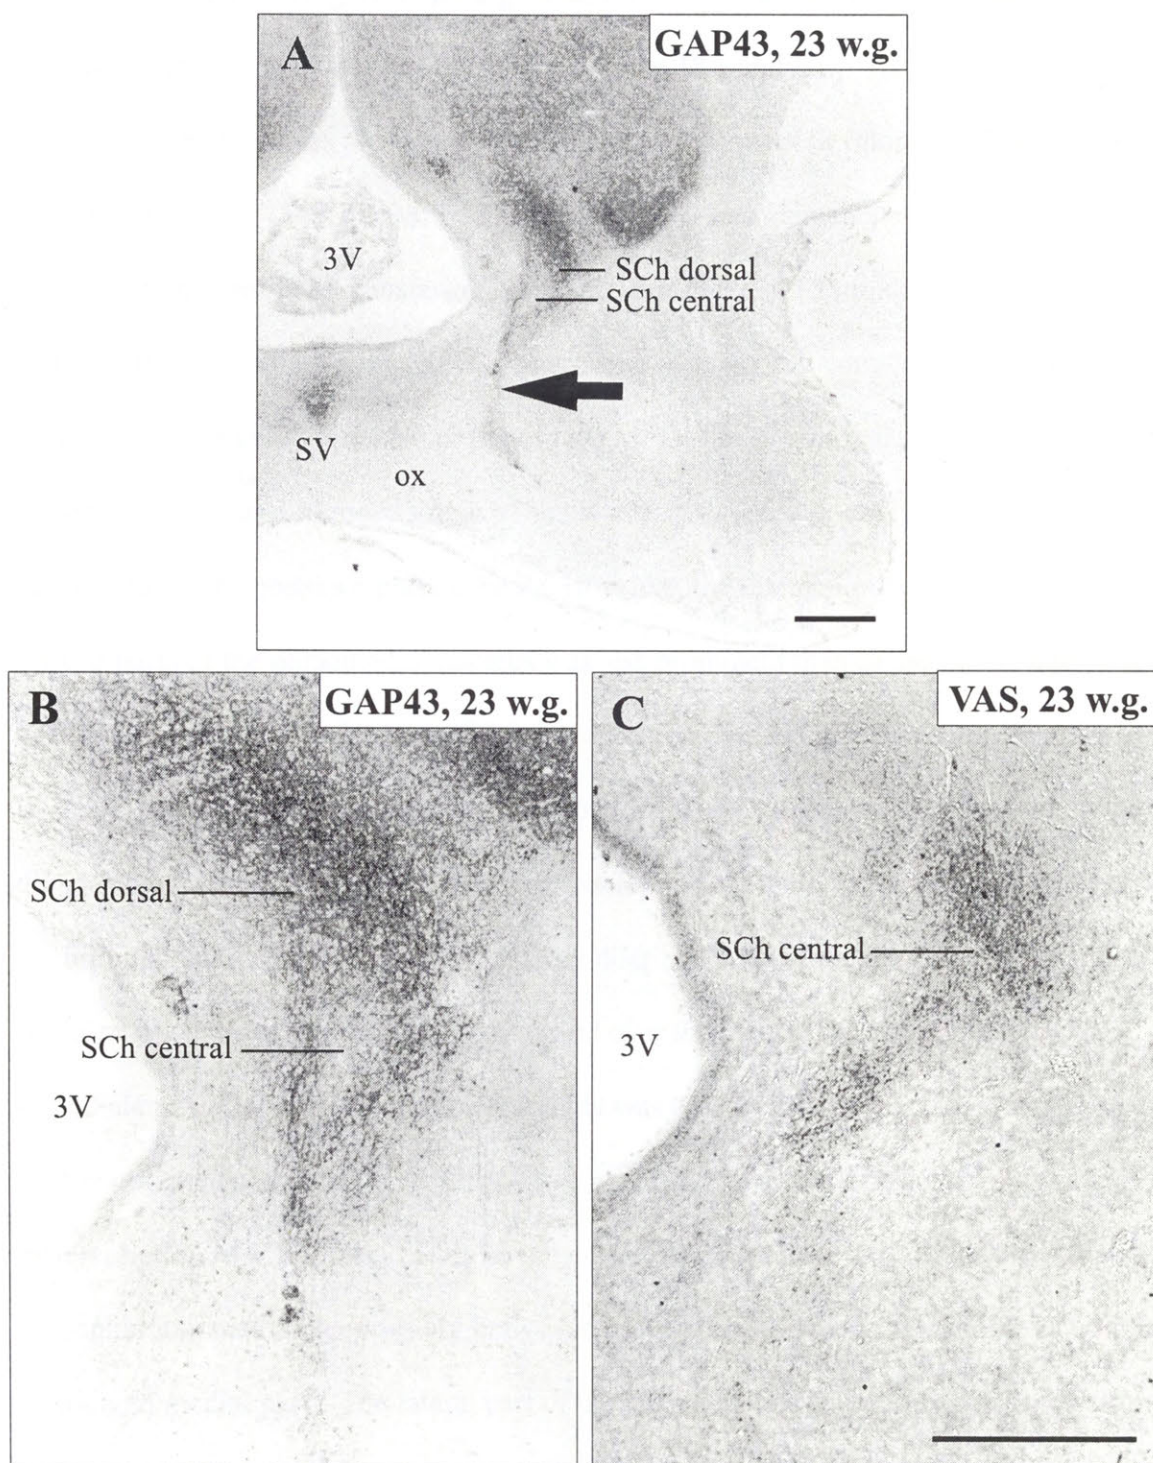 A
GAP43, 23 w.g.
3V
SCh dorsal
SCh central
SV
ox
B
GAP43, 23 w.g.
SCh dorsal
SCh central
3V
C
VAS, 23 w.g.
SCh central
3V